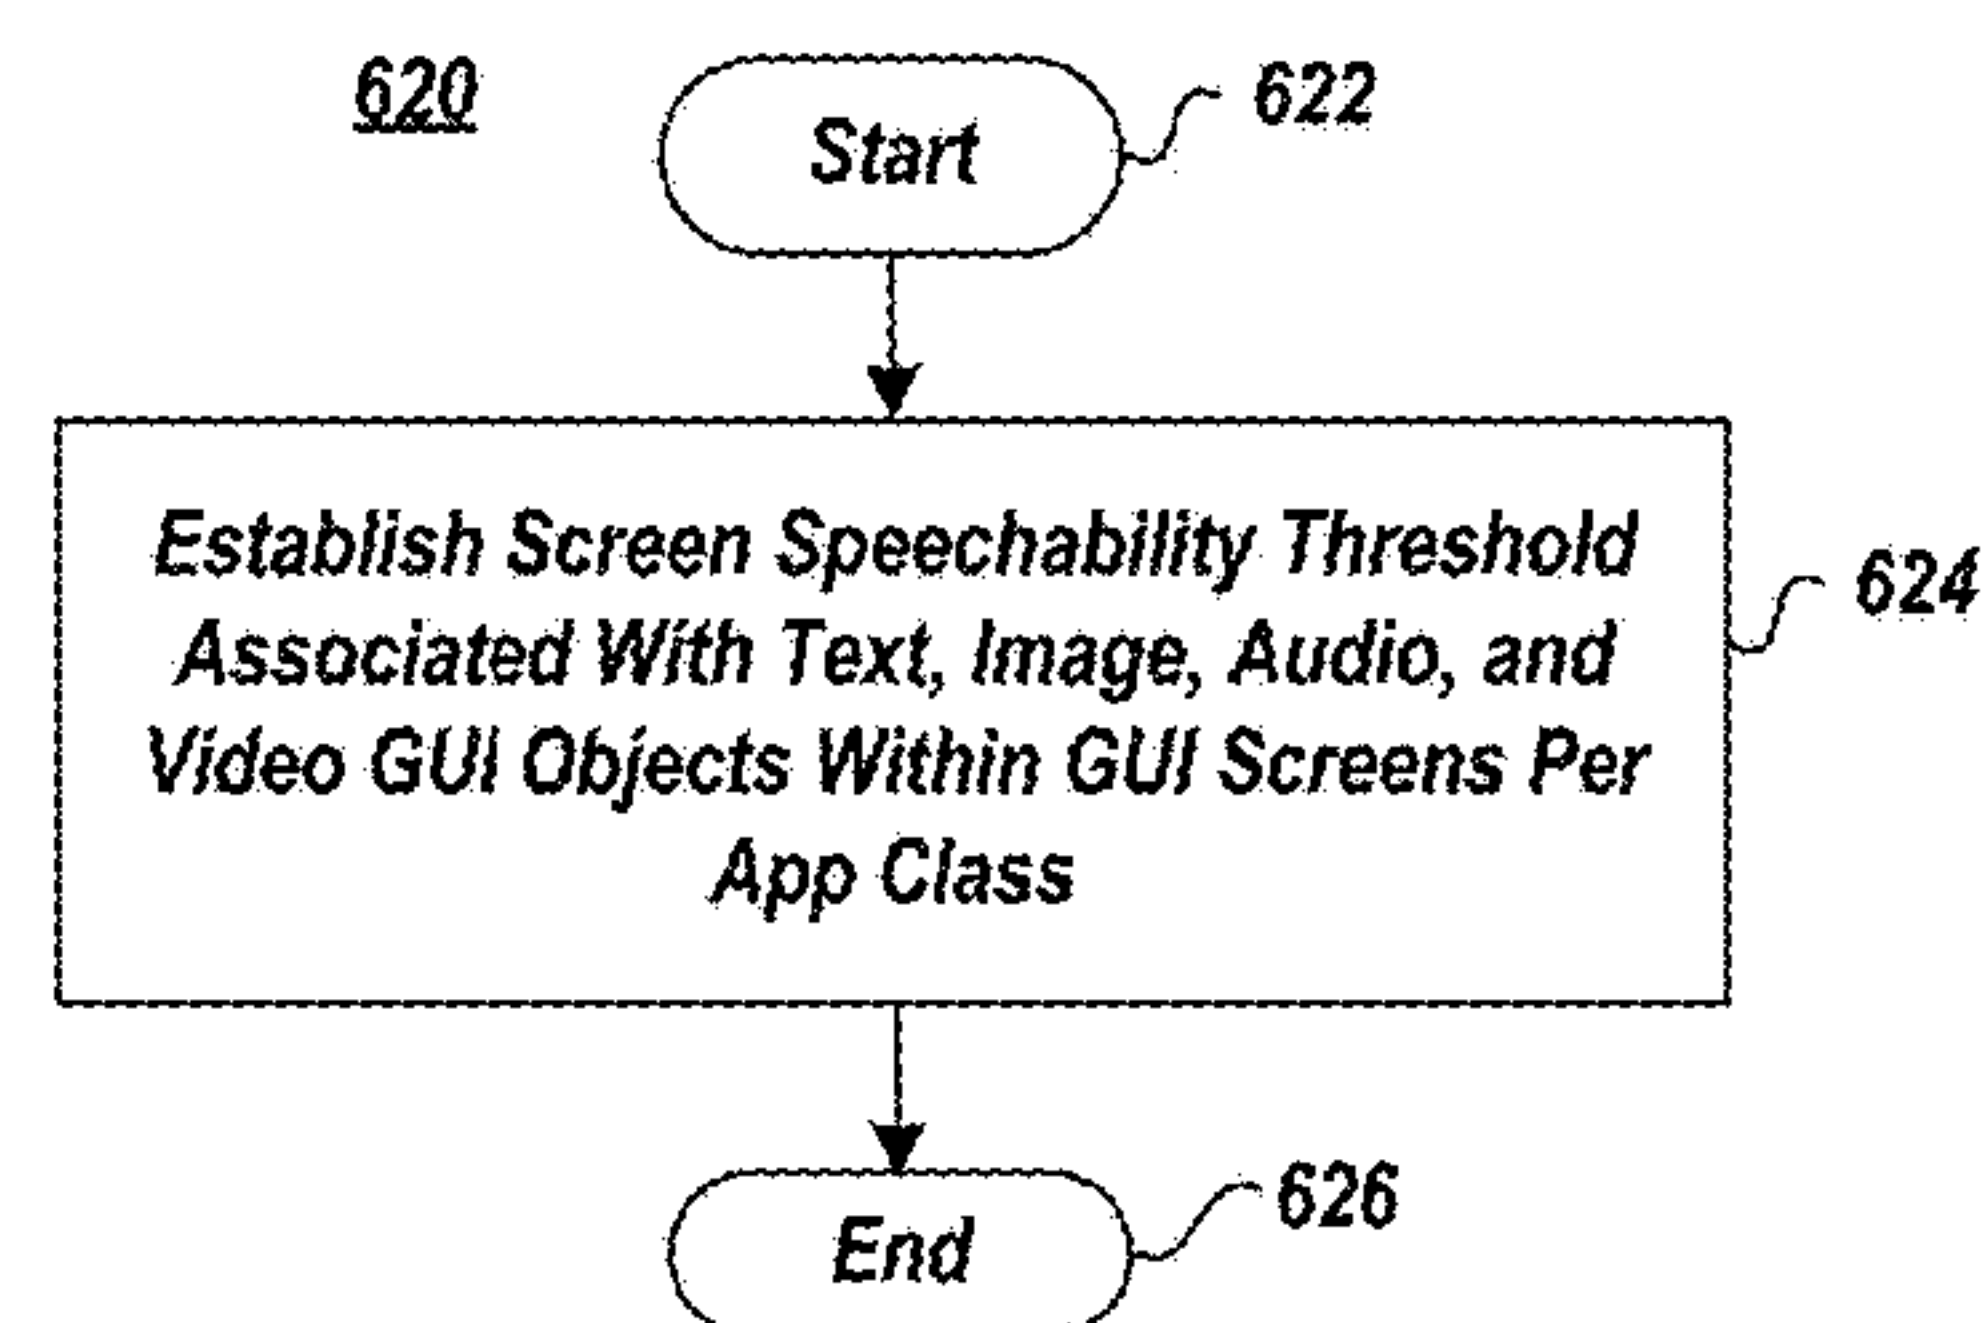 620
Start
622
Establish Screen Speechability Threshold
Associated With Text, Image, Audio, and
Video GUI Objects Within GUI Screens Per
App Class
624
End
626